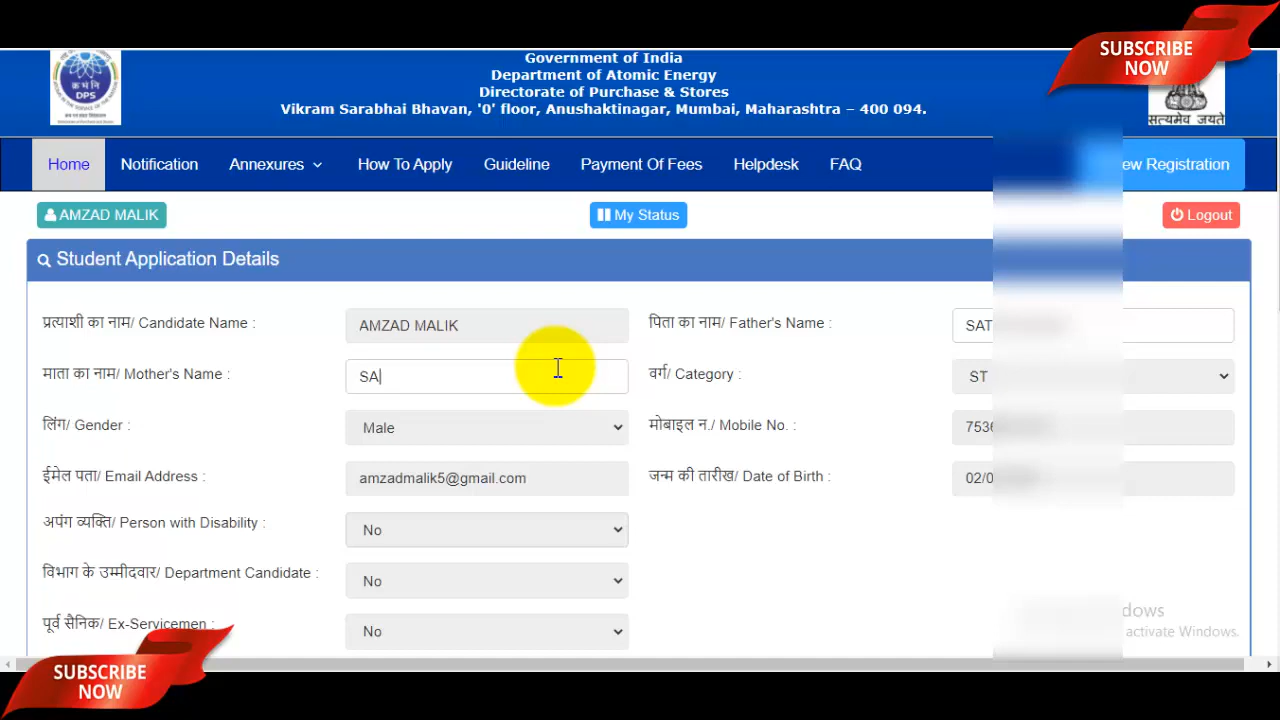 Government of India
Department of Atomic Energy
Directorate of Purchase & Stores
Vikram Sarabhai Bhavan, '0' floor, Anushaktinagar, Mumbai, Maharashtra – 400 094.
SUBSCRIBE
NOW
DPS
सत्यमेव जयते
Home Notification Annexures How To Apply Guideline Payment Of Fees Helpdesk FAQ Registration
AMZAD MALIK My Status Logout
Student Application Details
प्रत्याशी का नाम/ Candidate Name : AMZAD MALIK पिता का नाम/ Father's Name : SAT
माता का नाम/ Mother's Name : SA वर्ग/ Category : ST
लिंग/ Gender : Male मोबाइल न./ Mobile No. : 753
ईमेल पता/ Email Address : amzadmalik5@gmail.com जन्म की तारीख/ Date of Birth : 02/0
अपंग व्यक्ति/ Person with Disability : No
विभाग के उम्मीदवार/ Department Candidate : No
पूर्व सैनिक/ Ex-Servicemen : No
activate Windows.
SUBSCRIBE
NOW